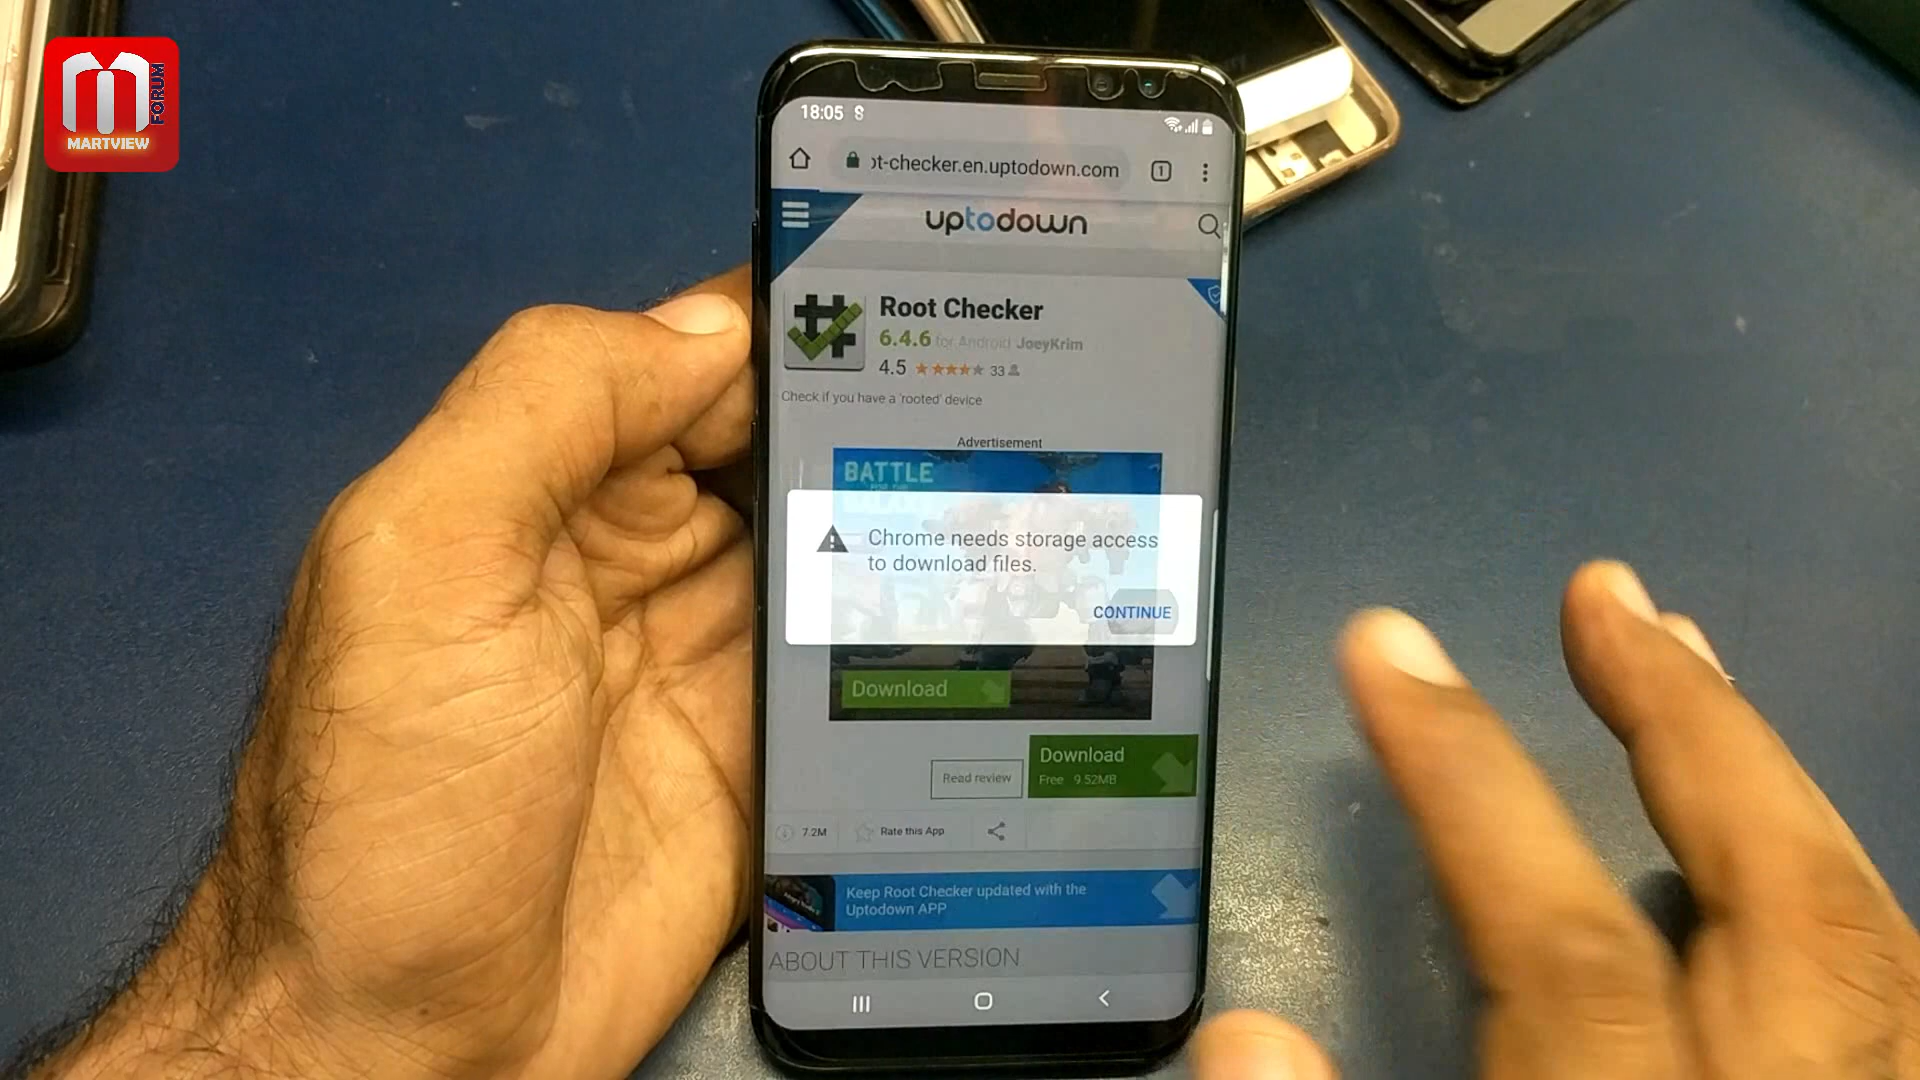 FORUM
MARTVIEW
18:05
ot-checker.en.uptodown.com
1
uptodown
Root Checker
6.4.6 for Android JoeyKrim
4.5 33
Check if you have a 'rooted' device
Advertisement
BATTLE
Chrome needs storage access
to download files.
CONTINUE
Download
Download
Read review
Free 9.52MB
7.2M Rate this App
Keep Root Checker updated with the
Uptodown APP
ABOUT THIS VERSION